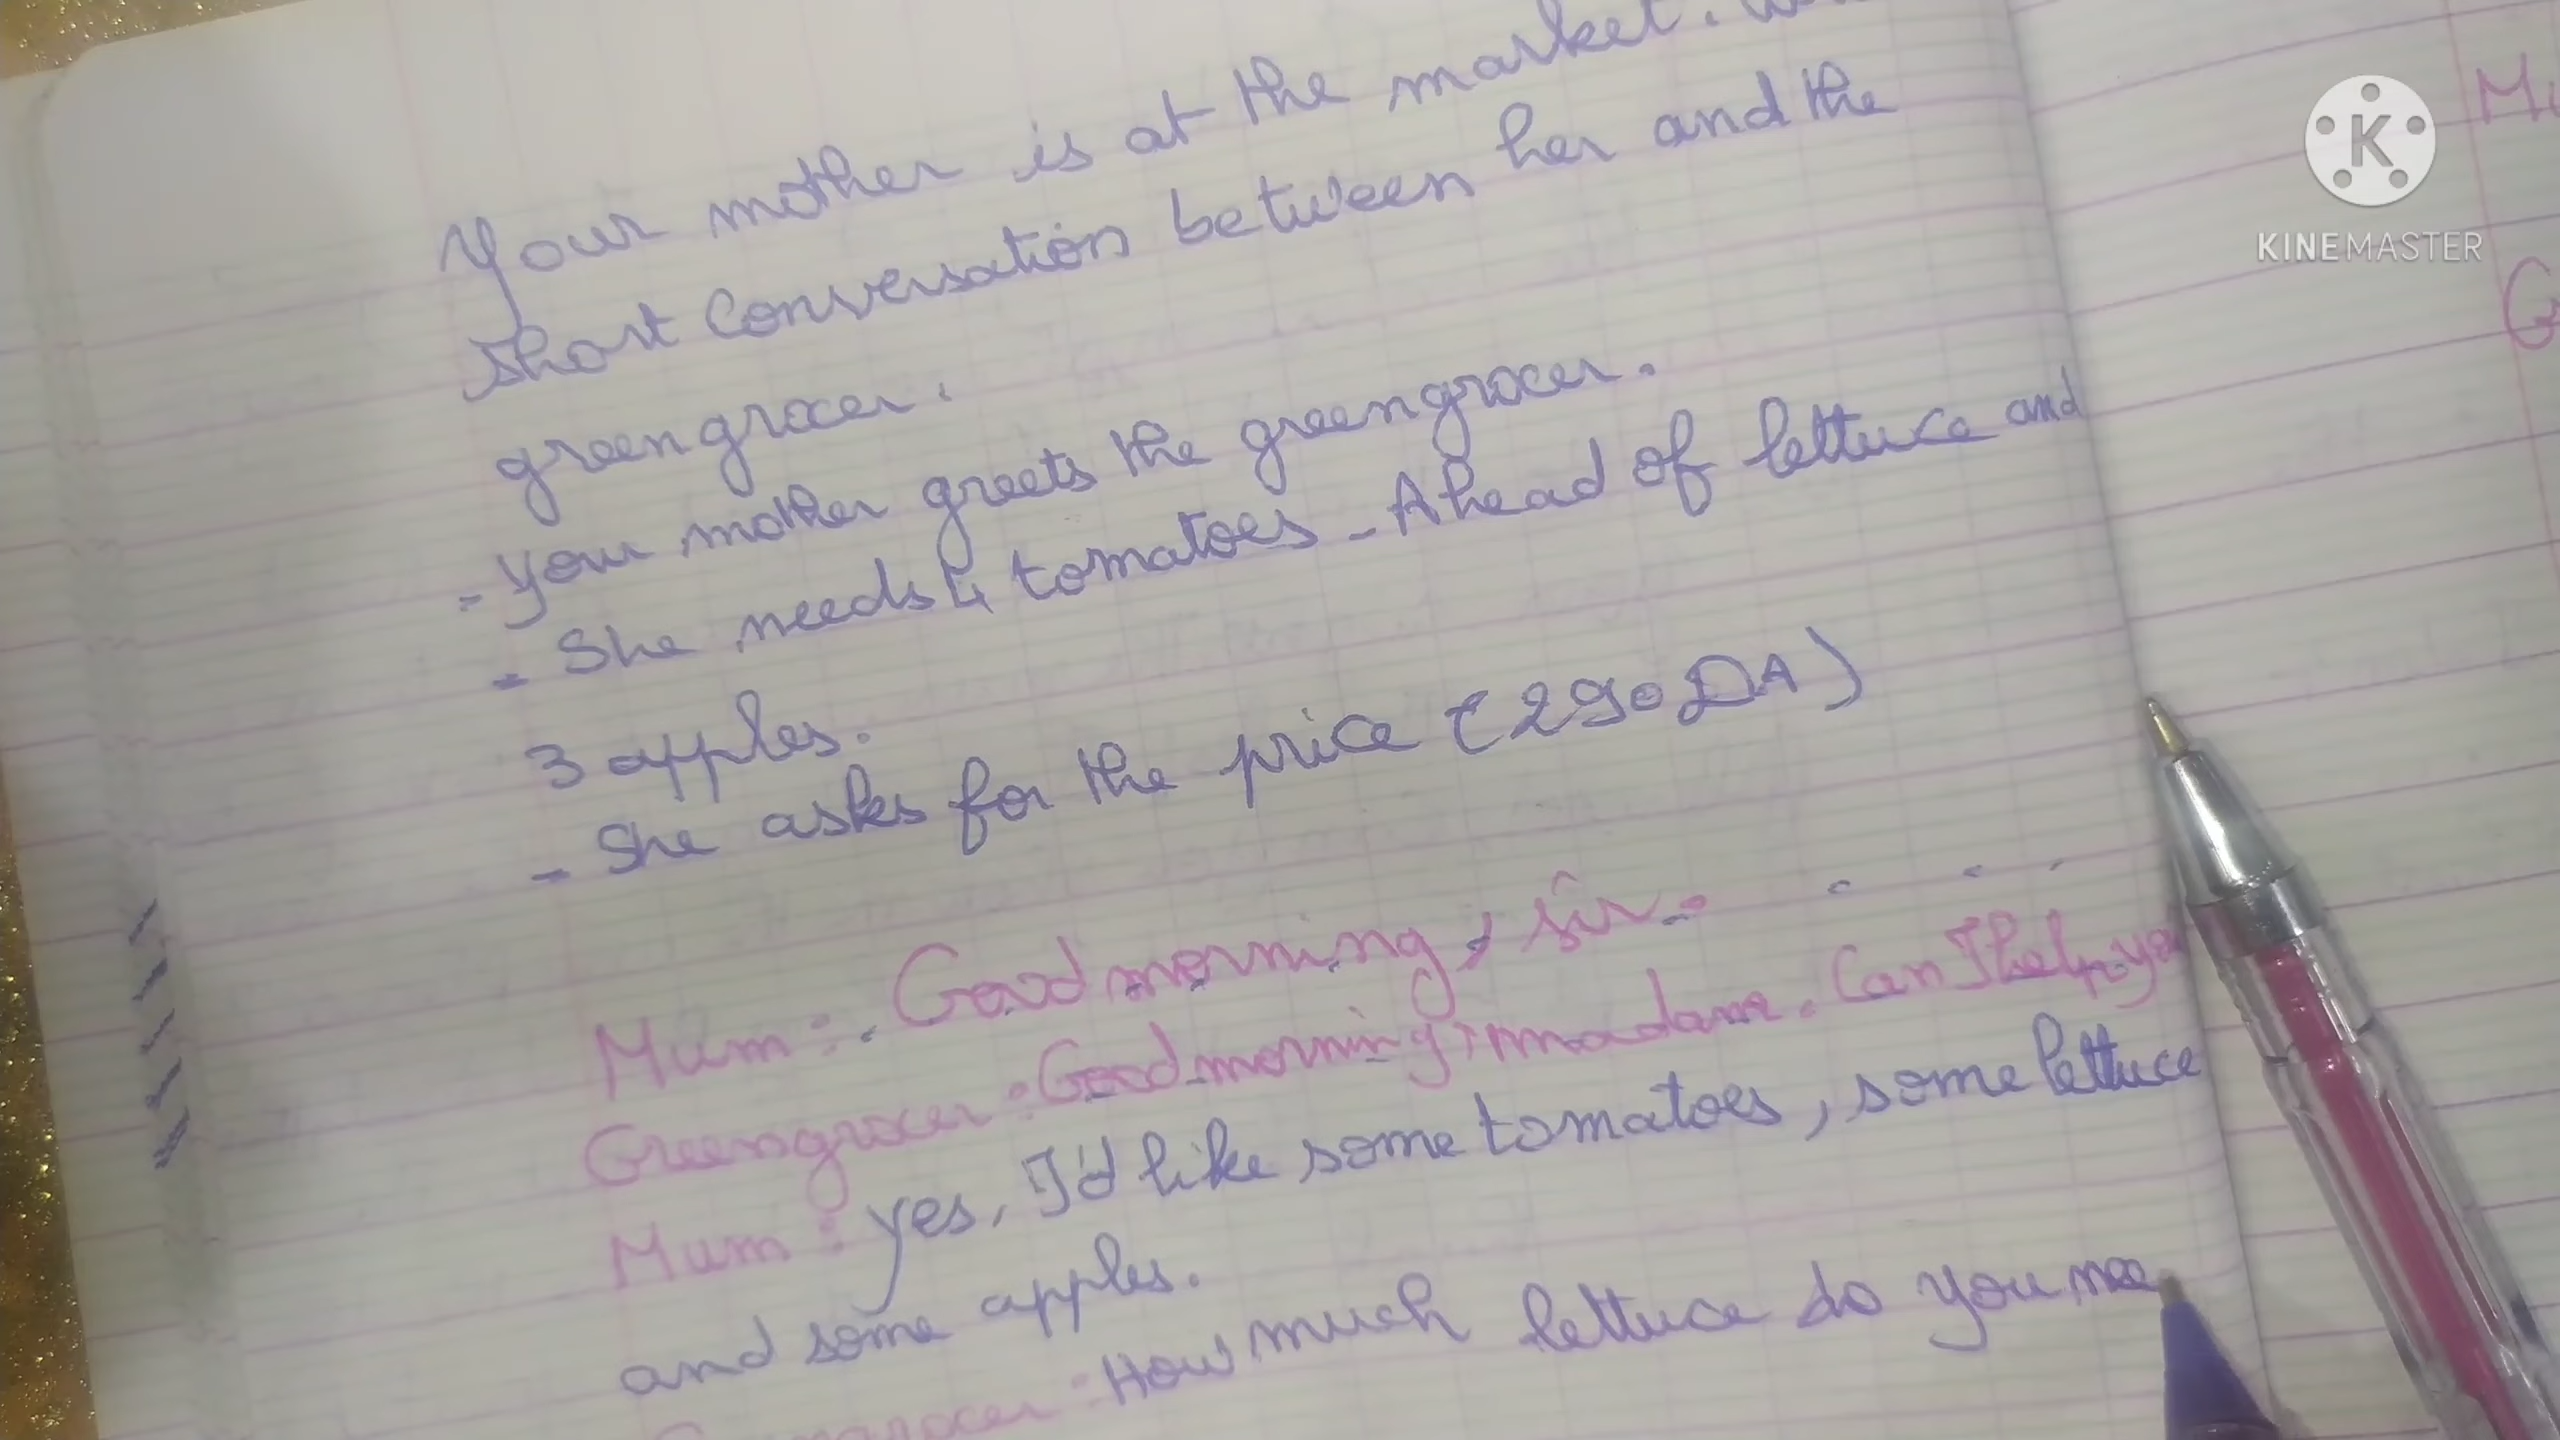 Your mother is at the market.
short conversation between her and the
greengrocer.
- your mother greets the greengrocer.
- She needs 4 tomatoes - A head of lettuce and
3 apples.
- She asks for the price (290DA)
Mum: Good morning, sir.
Greengrocer: Good morning, madam. Can I help you
Mum: yes, I'd like some tomatoes, some lettuce
and some apples.
Greengrocer: How much lettuce do you nee
K
KINEMASTER